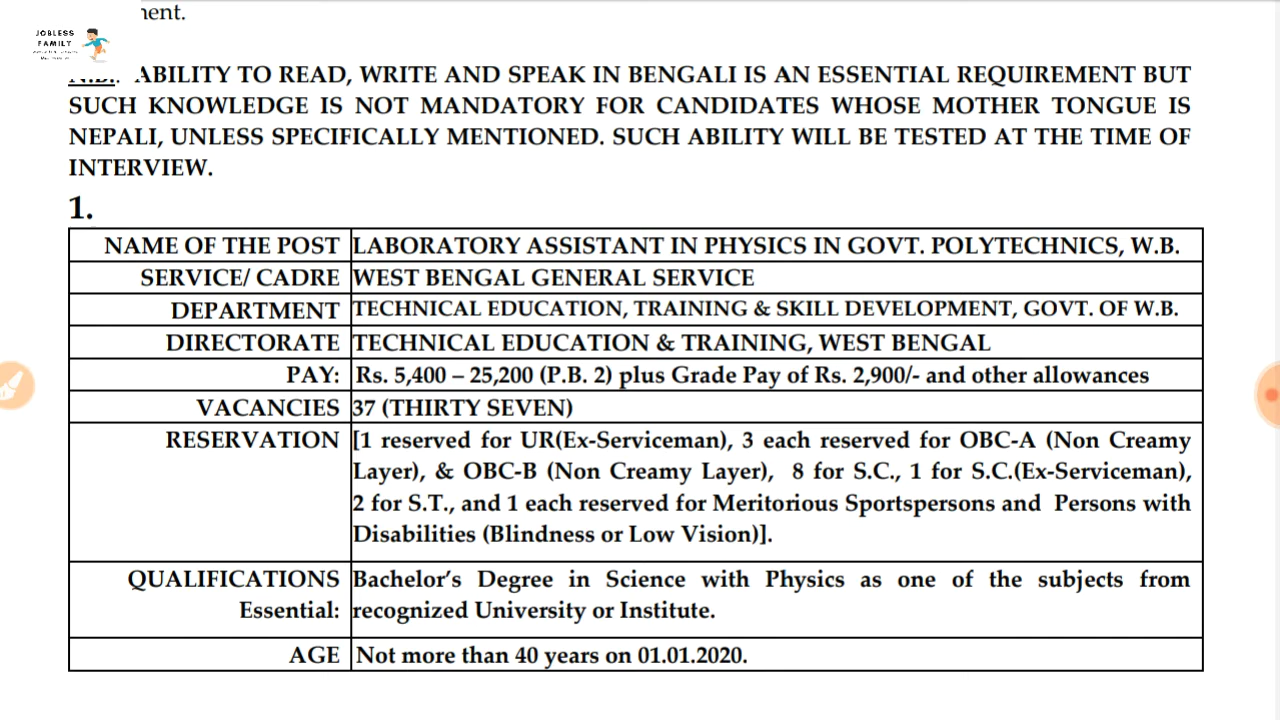 JOBLESS
FAMILY
ABILITY TO READ, WRITE AND SPEAK IN BENGALI IS AN ESSENTIAL REQUIREMENT BUT
SUCH KNOWLEDGE IS NOT MANDATORY FOR CANDIDATES WHOSE MOTHER TONGUE IS
NEPALI, UNLESS SPECIFICALLY MENTIONED. SUCH ABILITY WILL BE TESTED AT THE TIME OF
INTERVIEW.
1.
NAME OF THE POST LABORATORY ASSISTANT IN PHYSICS IN GOVT. POLYTECHNICS, W.B.
SERVICE/ CADRE WEST BENGAL GENERAL SERVICE
DEPARTMENT TECHNICAL EDUCATION, TRAINING & SKILL DEVELOPMENT, GOVT. OF W.B.
DIRECTORATE TECHNICAL EDUCATION & TRAINING, WEST BENGAL
PAY: Rs. 5,400 – 25,200 (P.B. 2) plus Grade Pay of Rs. 2,900/- and other allowances
VACANCIES 37 (THIRTY SEVEN)
RESERVATION [1 reserved for UR(Ex-Serviceman), 3 each reserved for OBC-A (Non Creamy
Layer), & OBC-B (Non Creamy Layer), 8 for S.C., 1 for S.C.(Ex-Serviceman),
2 for S.T., and 1 each reserved for Meritorious Sportspersons and Persons with
Disabilities (Blindness or Low Vision)].
QUALIFICATIONS Bachelor's Degree in Science with Physics as one of the subjects from
Essential: recognized University or Institute.
AGE Not more than 40 years on 01.01.2020.